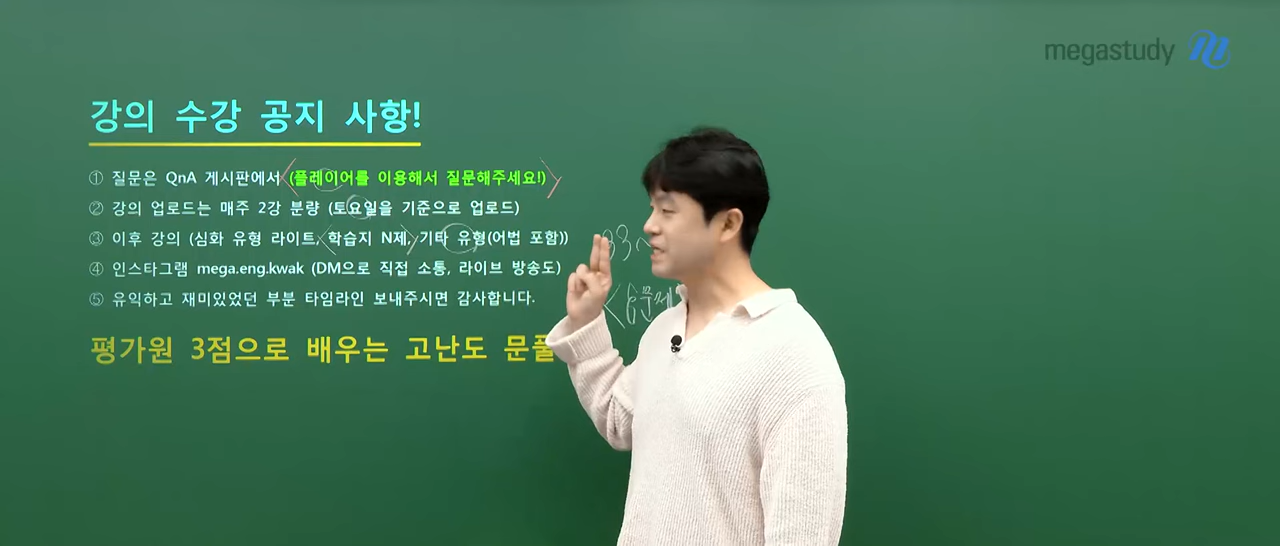 megastudy
강의 수강 공지 사항!
① 질문은 QnA 게시판에서 (플레이어를 이용해서 질문해주세요!)
② 강의 업로드는 매주 2강 분량 (토요일을 기준으로 업로드)
③ 이후 강의 (심화 유형 라이트, 학습지 N제, 기타 유형(어법 포함))
④ 인스타그램 mega.eng.kwak (DM으로 직접 소통, 라이브 방송도)
⑤ 유익하고 재미있었던 부분 타임라인 보내주시면 감사합니다.
평가원 3점으로 배우는 고난도 문풀